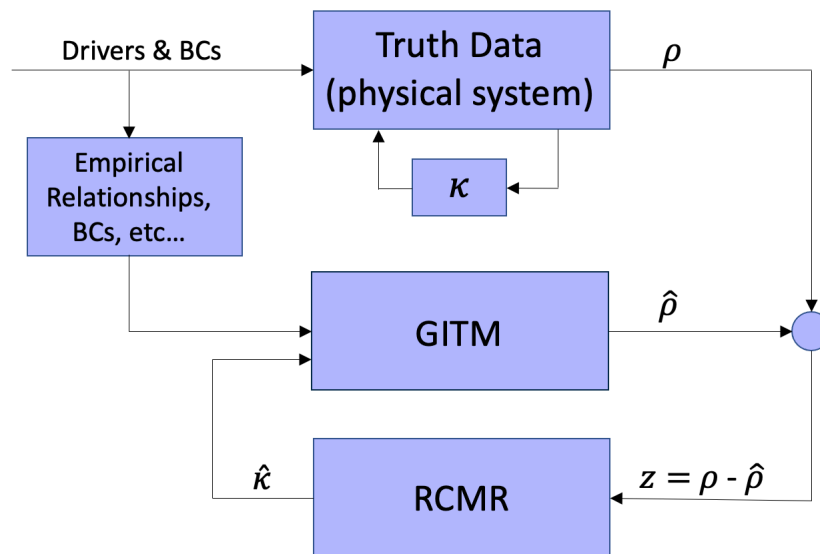 Drivers & BCs
Truth Data
(physical system)
ρ
κ
Empirical
Relationships,
BCs, etc...
GITM
ρ̂
κ̂
RCMR
z = ρ - ρ̂